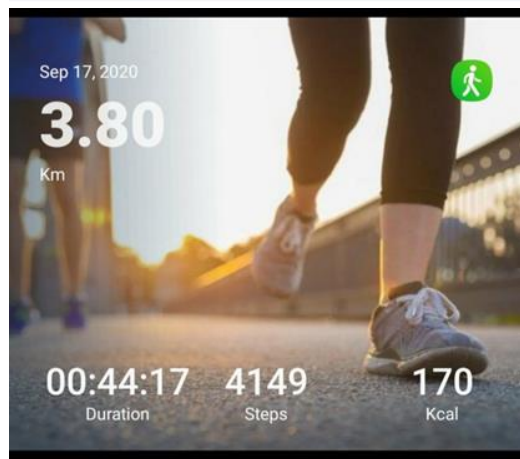 Sep 17, 2020
3.80
Km
00:44:17 4149 170
Duration Steps Kcal